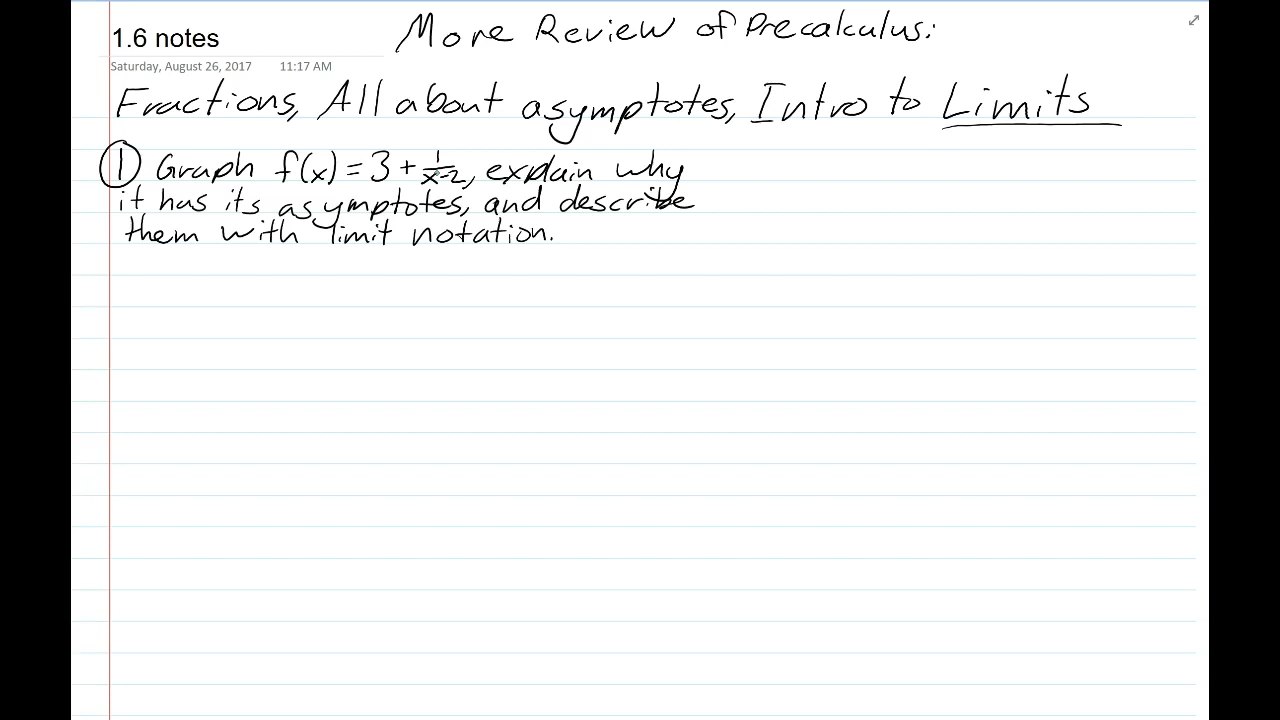 More Review of Precalculus:
1.6 notes
Saturday, August 26, 2017 11:17 AM
Fractions, All about asymptotes, Intro to Limits
① Graph f(x) = 3 + 1/(x-2), explain why
it has its asymptotes, and describe
them with limit notation.